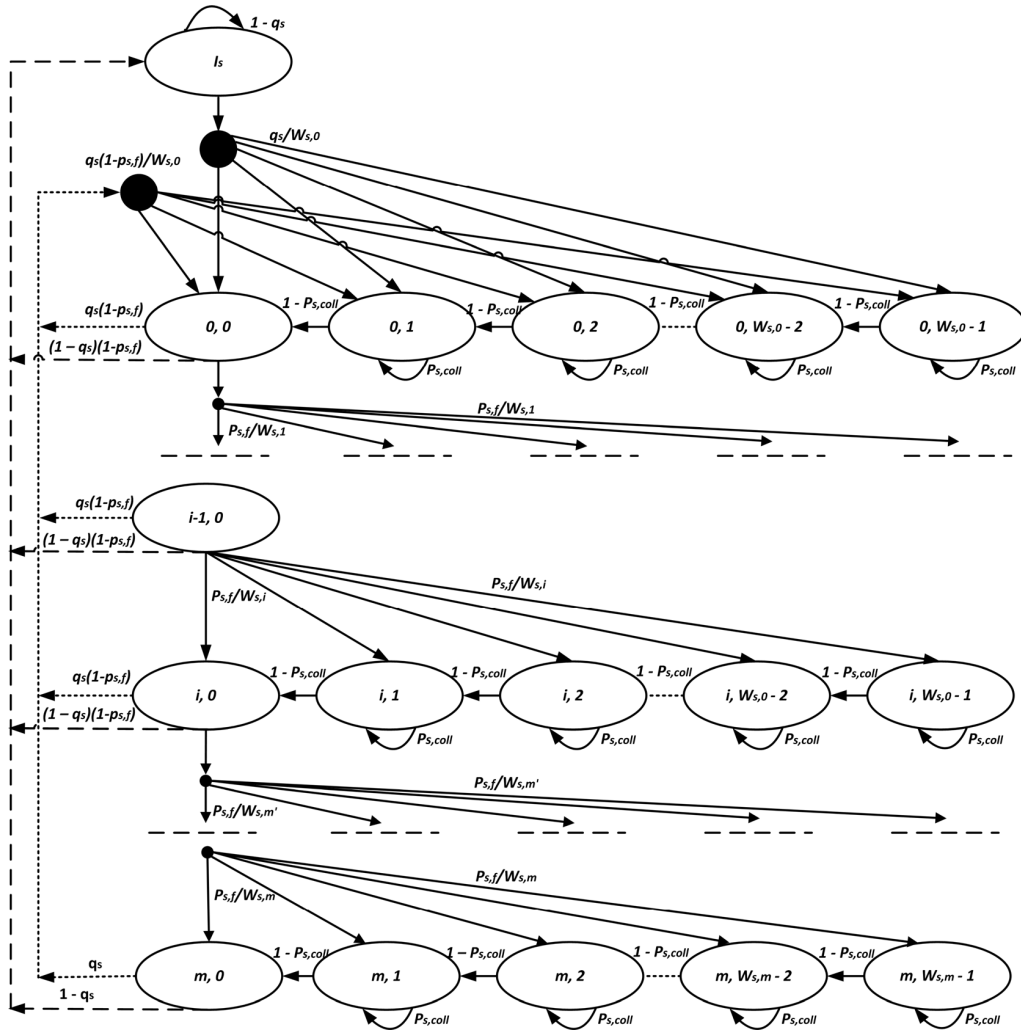 1 - qs
Is
qs/Ws,0
qs(1-ps,f)/Ws,0
1 - Ps,coll
1 - Ps,coll
1 - Ps,coll
1 - Ps,coll
qs(1-ps,f)
0, 0
0, 1
0, 2
0, Ws,0 - 2
0, Ws,0 - 1
(1 – qs)(1-ps,f)
Ps,coll
Ps,coll
Ps,coll
Ps,coll
Ps,f/Ws,1
Ps,f/Ws,1
qs(1-ps,f)
i-1, 0
(1 – qs)(1-ps,f)
Ps,f/Ws,i
Ps,f/Ws,i
1 - Ps,coll
1 - Ps,coll
1 - Ps,coll
1 - Ps,coll
qs(1-ps,f)
i, 0
i, 1
i, 2
i, Ws,0 - 2
i, Ws,0 - 1
(1 – qs)(1-ps,f)
Ps,coll
Ps,coll
Ps,coll
Ps,coll
Ps,f/Ws,m'
Ps,f/Ws,m'
Ps,f/Ws,m
Ps,f/Ws,m
1 - Ps,coll
1 - Ps,coll
1 - Ps,coll
1 - Ps,coll
qs
m, 0
m, 1
m, 2
m, Ws,m - 2
m, Ws,m - 1
1 - qs
Ps,coll
Ps,coll
Ps,coll
Ps,coll